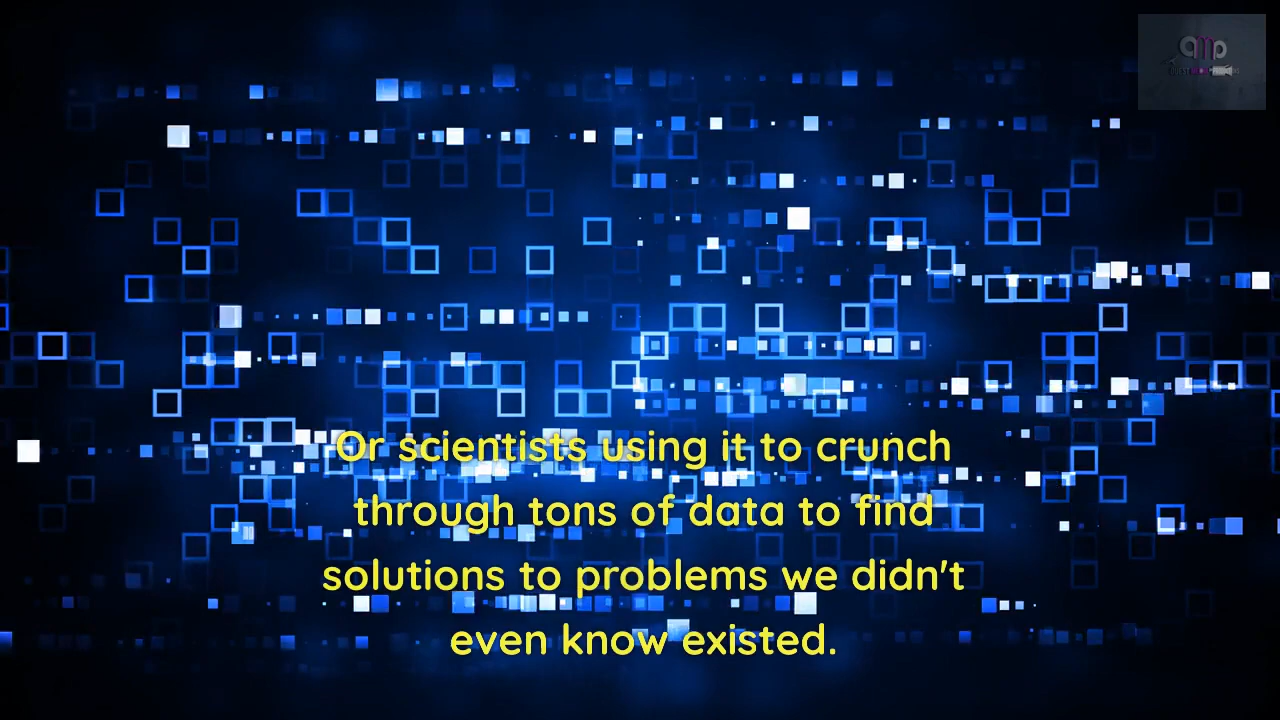 amp
Or scientists using it to crunch
through tons of data to find
solutions to problems we didn't
even know existed.